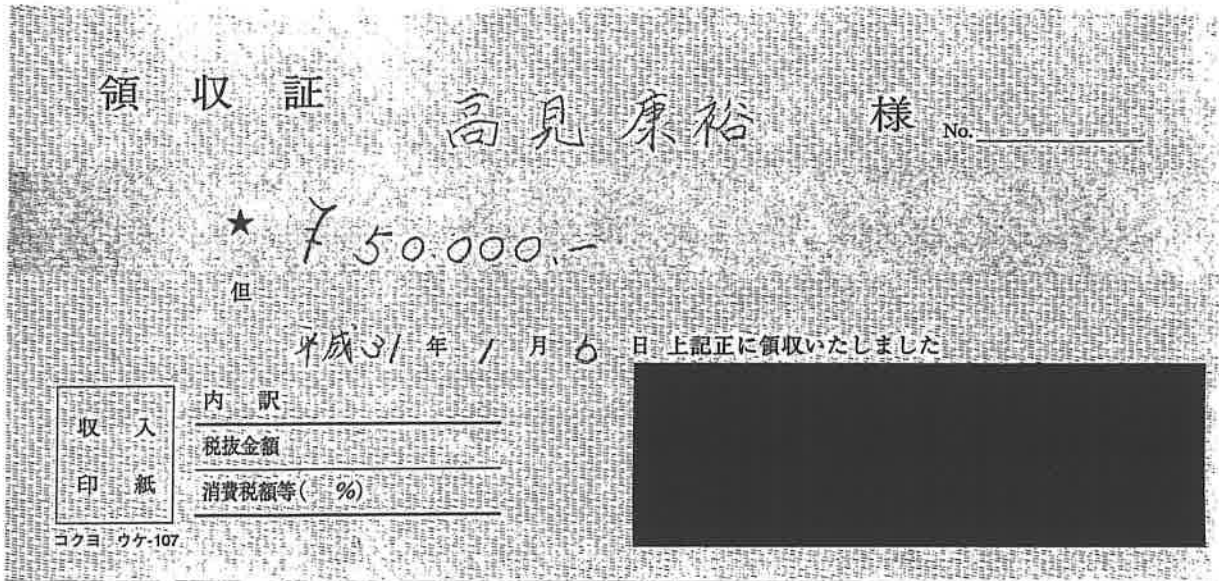 領収証 高見康裕 様 No.
★ ¥50.000.-
但
平成31年1月6日 上記正に領収いたしました
内訳
税抜金額
消費税額等( %)
収入
印紙
コクヨ ウケ-107